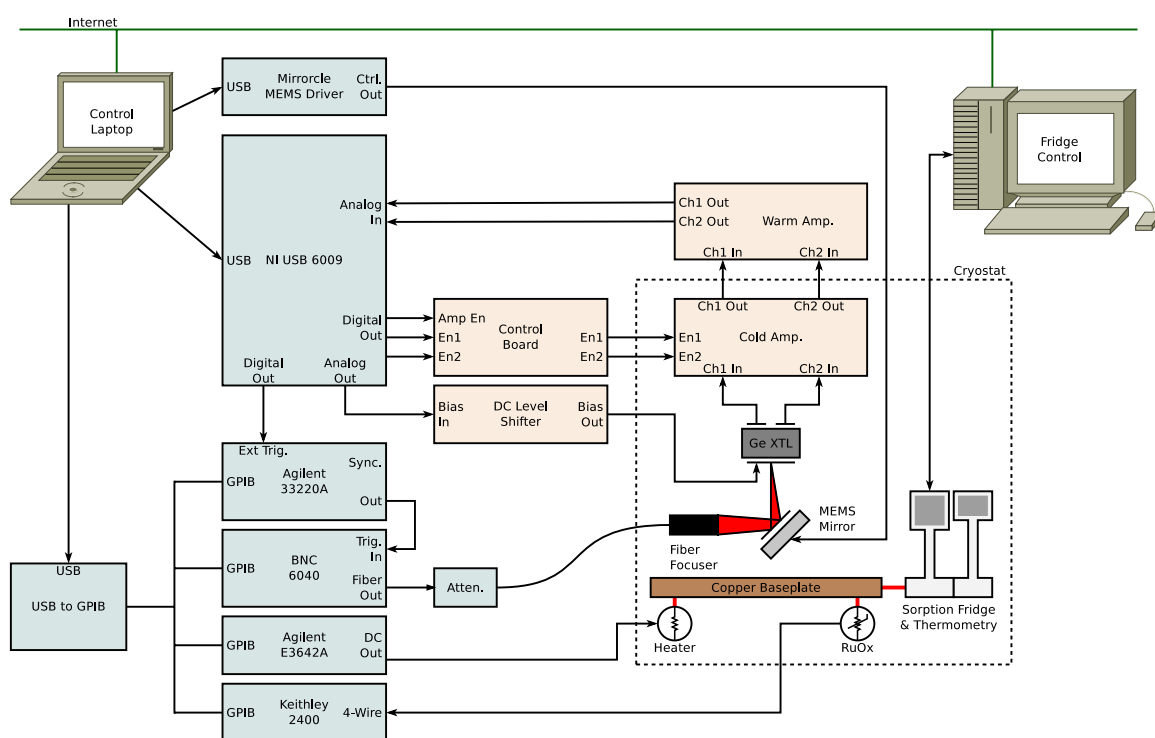 Internet
Control
Laptop
USB
Mirrorcle
MEMS Driver
Ctrl.
Out
Fridge
Control
Analog
In
NI USB 6009
USB
Digital
Out
Digital
Out
Analog
Out
Ch1 Out
Ch2 Out
Warm Amp.
Ch1 In
Ch2 In
Cryostat
Amp En
En1
En2
Control
Board
En1
En2
Ch1 Out
Ch2 Out
En1
En2
Cold Amp.
Ch1 In
Ch2 In
Bias
In
DC Level
Shifter
Bias
Out
Ge XTL
Ext Trig.
GPIB
Agilent
33220A
Sync.
Out
MEMS
Mirror
Fiber
Focuser
GPIB
BNC
6040
Trig.
In
Fiber
Out
Atten.
USB
USB to GPIB
Copper Baseplate
Sorption Fridge
& Thermometry
Heater
RuOx
GPIB
Agilent
E3642A
DC
Out
GPIB
Keithley
2400
4-Wire